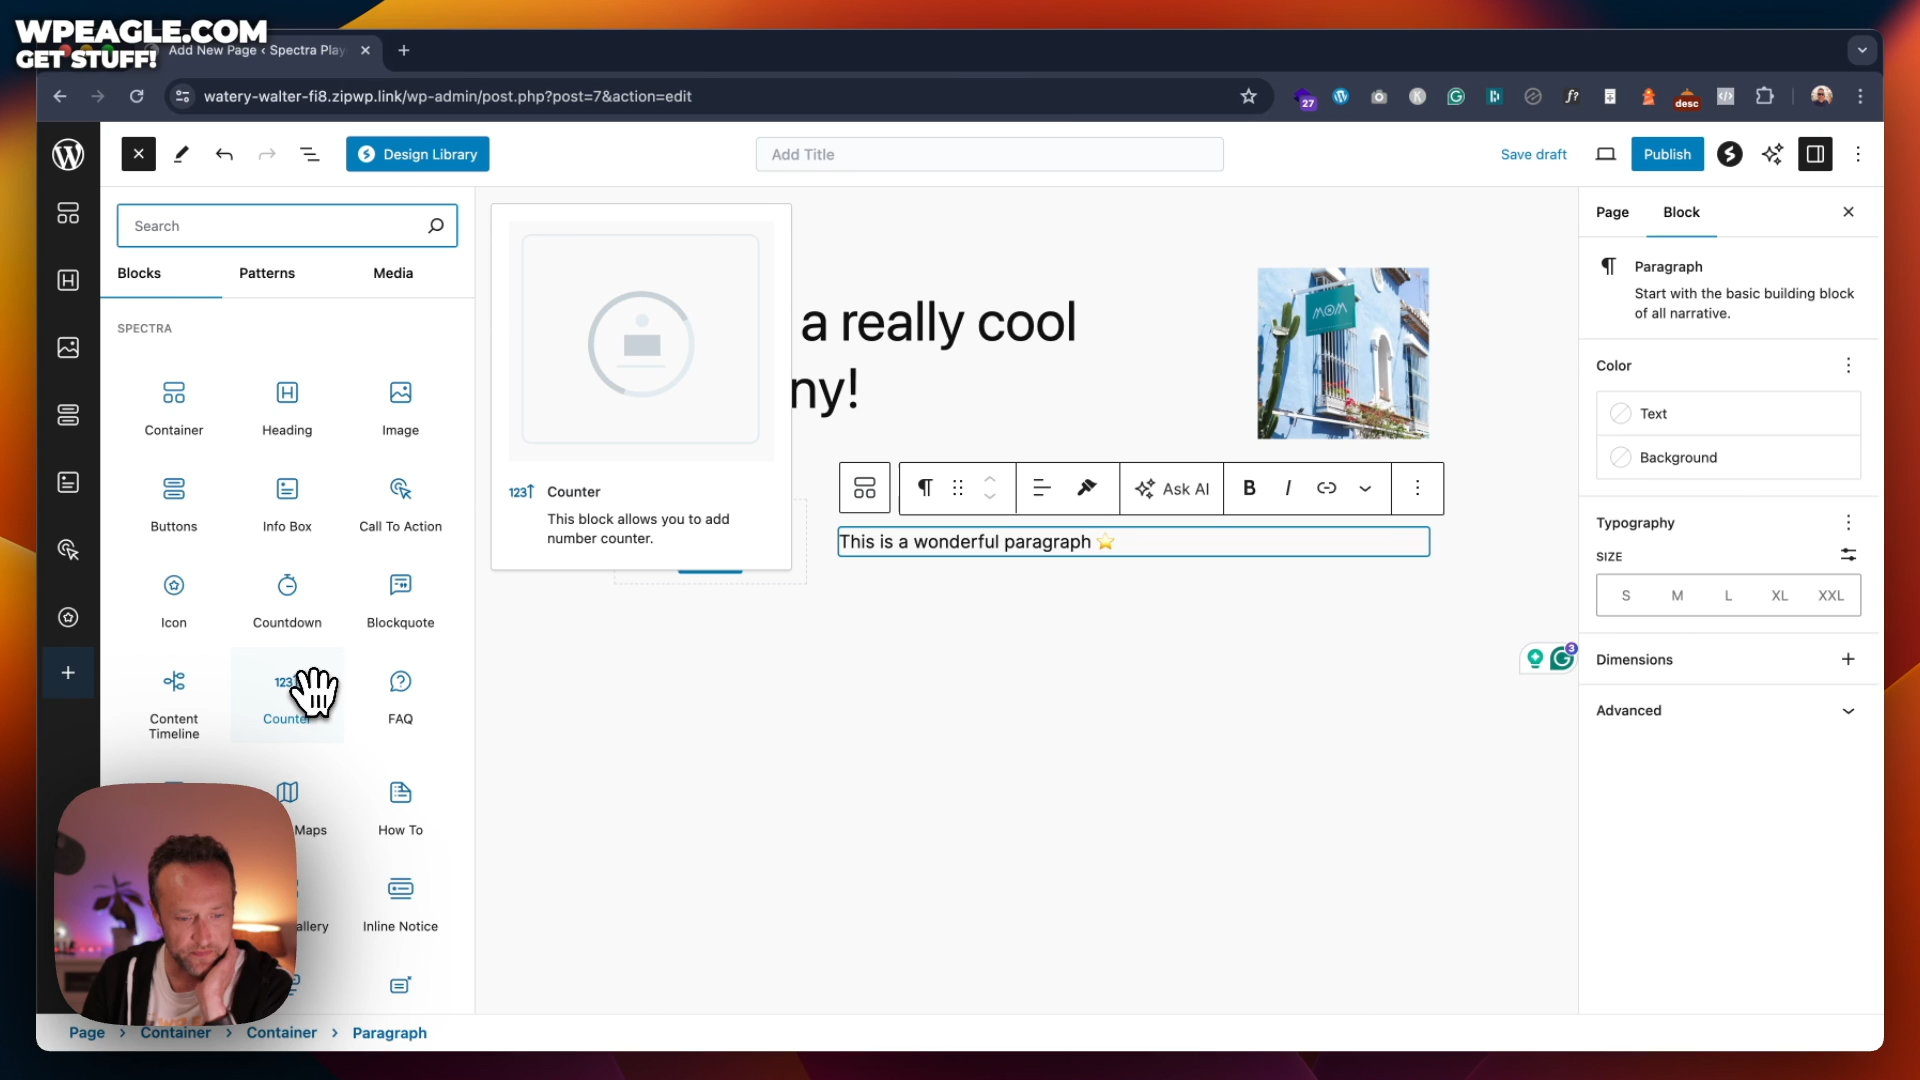 WPEAGLE.COM
GET STUFF!
Add New Page ‹ Spectra Play
watery-walter-fi8.zipwp.link/wp-admin/post.php?post=7&action=edit
27
desc
Design Library
Add Title
Save draft
Publish
Search
Blocks
Patterns
Media
SPECTRA
Container
Heading
Image
Buttons
Info Box
Call To Action
Icon
Countdown
Blockquote
Content
Timeline
Counter
FAQ
Maps
How To
allery
Inline Notice
Counter
This block allows you to add
number counter.
a really cool
ny!
MOM
Ask AI
B
I
This is a wonderful paragraph ⭐
3
Page
Block
Paragraph
Start with the basic building block
of all narrative.
Color
Text
Background
Typography
SIZE
S
M
L
XL
XXL
Dimensions
Advanced
Page › Container › Container › Paragraph